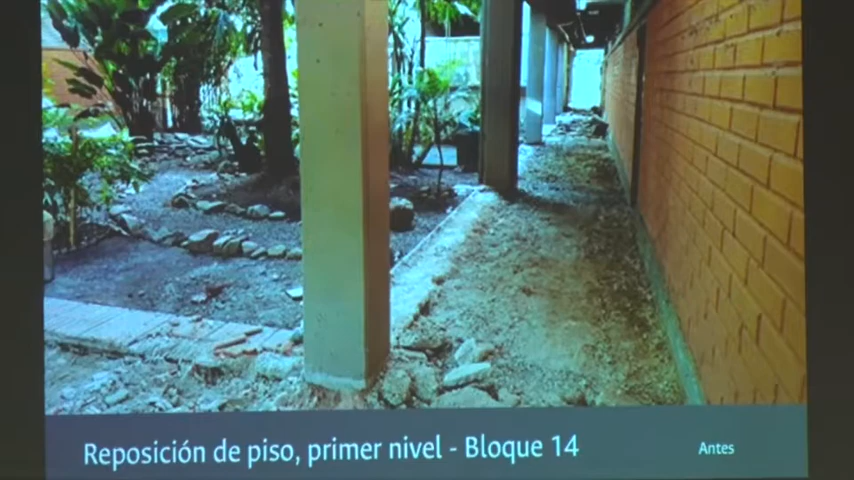 Reposición de piso, primer nivel - Bloque 14
Antes